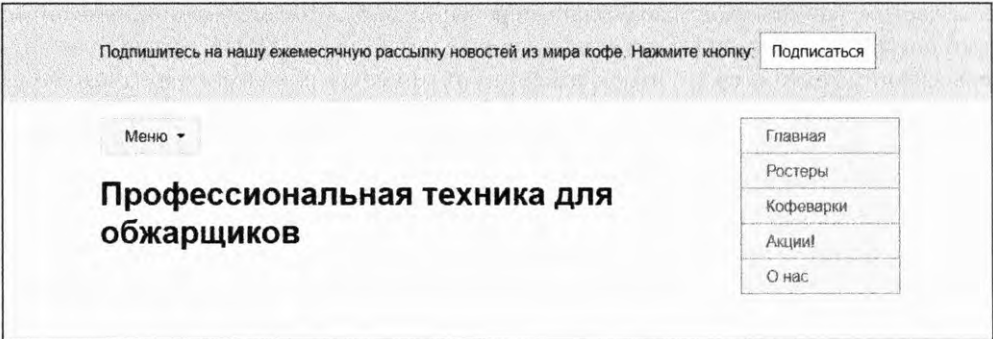 Подпишитесь на нашу ежемесячную рассылку новостей из мира кофе. Нажмите кнопку: Подписаться
Меню
Профессиональная техника для
обжарщиков
Главная
Ростеры
Кофеварки
Акции!
О нас